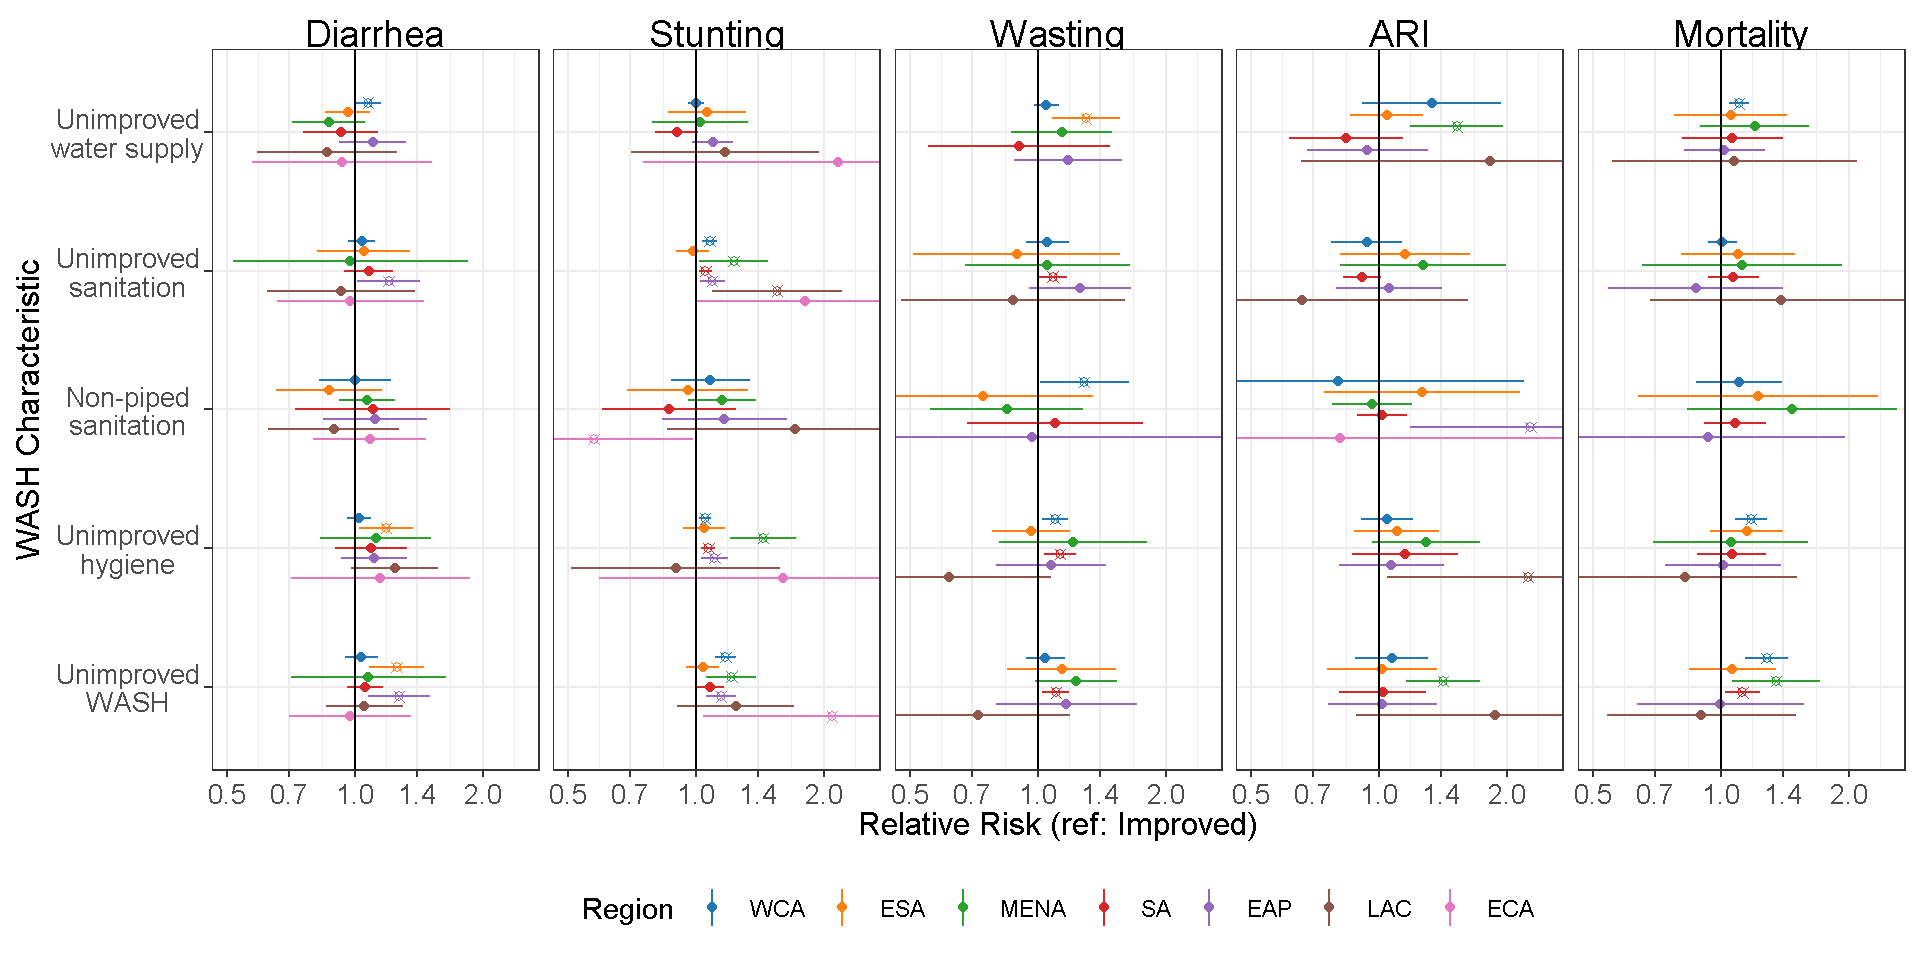 Diarrhea Stunting Wasting ARI Mortality
Unimproved
water supply
Unimproved
sanitation
Non-piped
sanitation
Unimproved
hygiene
Unimproved
WASH
WASH Characteristic
0.5 0.7 1.0 1.4 2.0 0.5 0.7 1.0 1.4 2.0 0.5 0.7 1.0 1.4 2.0 0.5 0.7 1.0 1.4 2.0 0.5 0.7 1.0 1.4 2.0
Relative Risk (ref: Improved)
Region WCA ESA MENA SA EAP LAC ECA